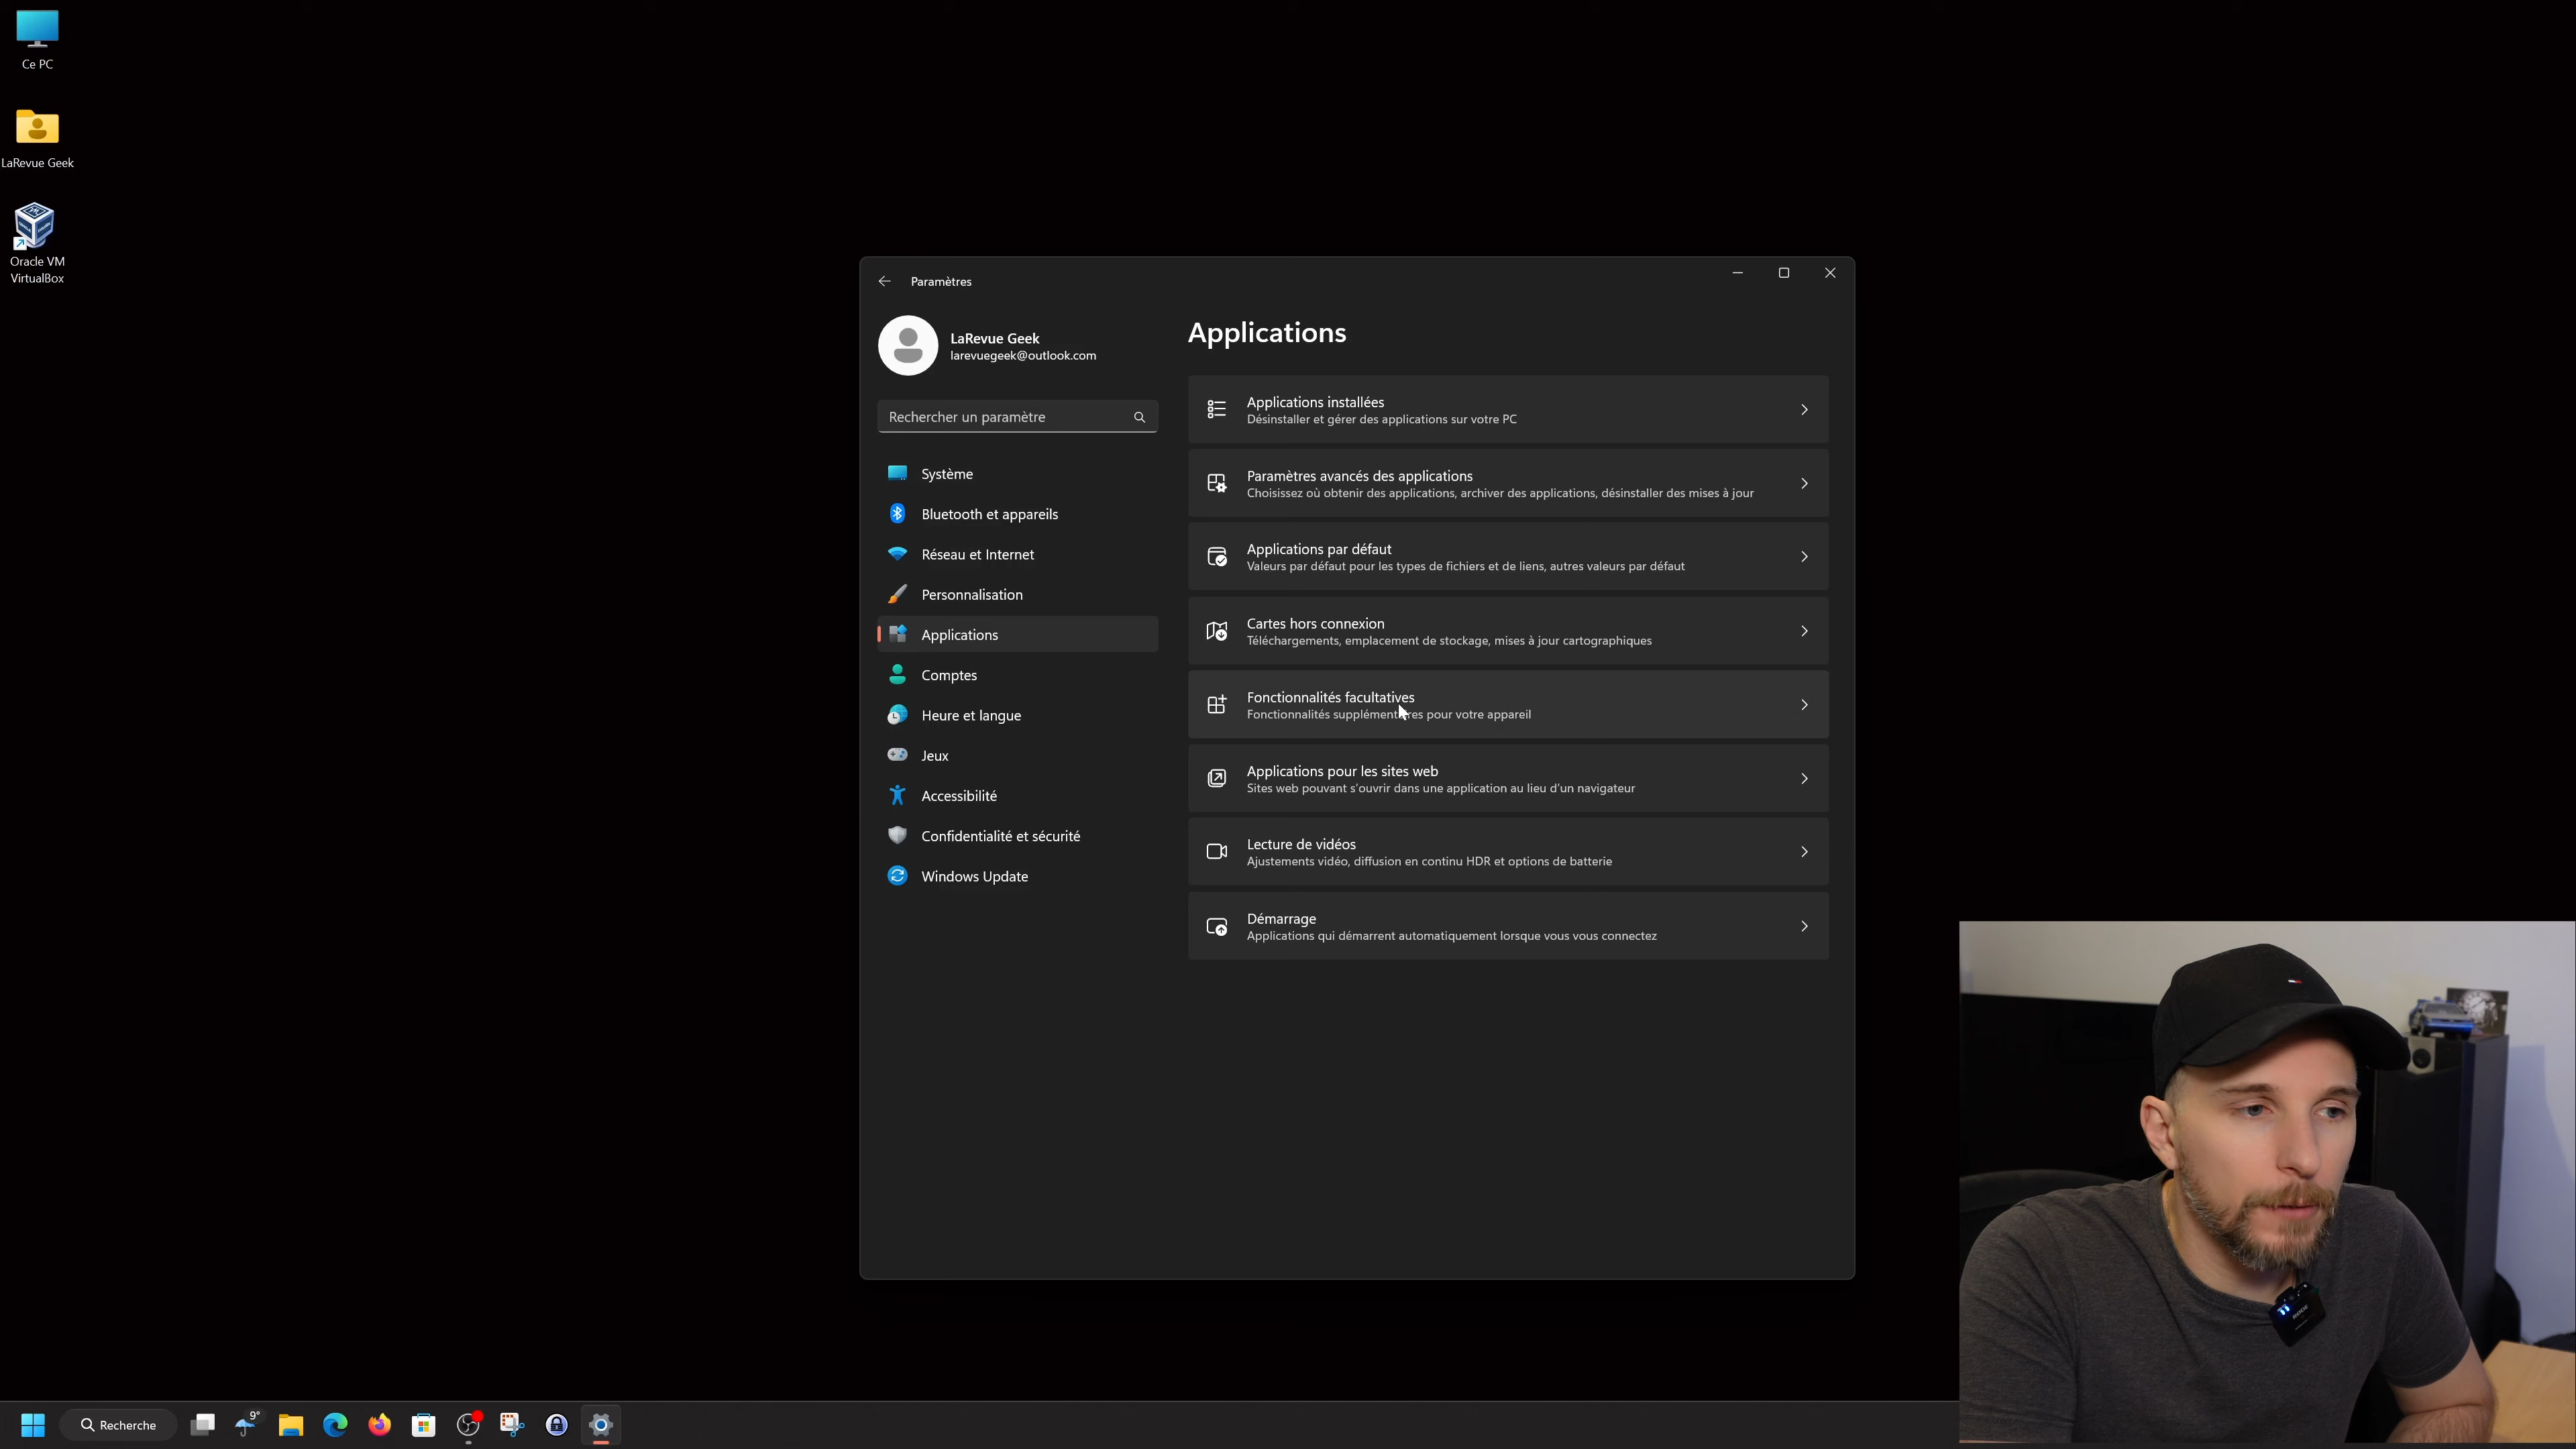 Ce PC
LaRevue Geek
Oracle VM
VirtualBox
Paramètres
LaRevue Geek
larevuegeek@outlook.com
Rechercher un paramètre
Système
Bluetooth et appareils
Réseau et Internet
Personnalisation
Applications
Comptes
Heure et langue
Jeux
Accessibilité
Confidentialité et sécurité
Windows Update
Applications
Applications installées
Désinstaller et gérer des applications sur votre PC
Paramètres avancés des applications
Choisissez où obtenir des applications, archiver des applications, désinstaller des mises à jour
Applications par défaut
Valeurs par défaut pour les types de fichiers et de liens, autres valeurs par défaut
Cartes hors connexion
Téléchargements, emplacement de stockage, mises à jour cartographiques
Fonctionnalités facultatives
Fonctionnalités supplémentaires pour votre appareil
Applications pour les sites web
Sites web pouvant s'ouvrir dans une application au lieu d'un navigateur
Lecture de vidéos
Ajustements vidéo, diffusion en continu HDR et options de batterie
Démarrage
Applications qui démarrent automatiquement lorsque vous vous connectez
Recherche
9°